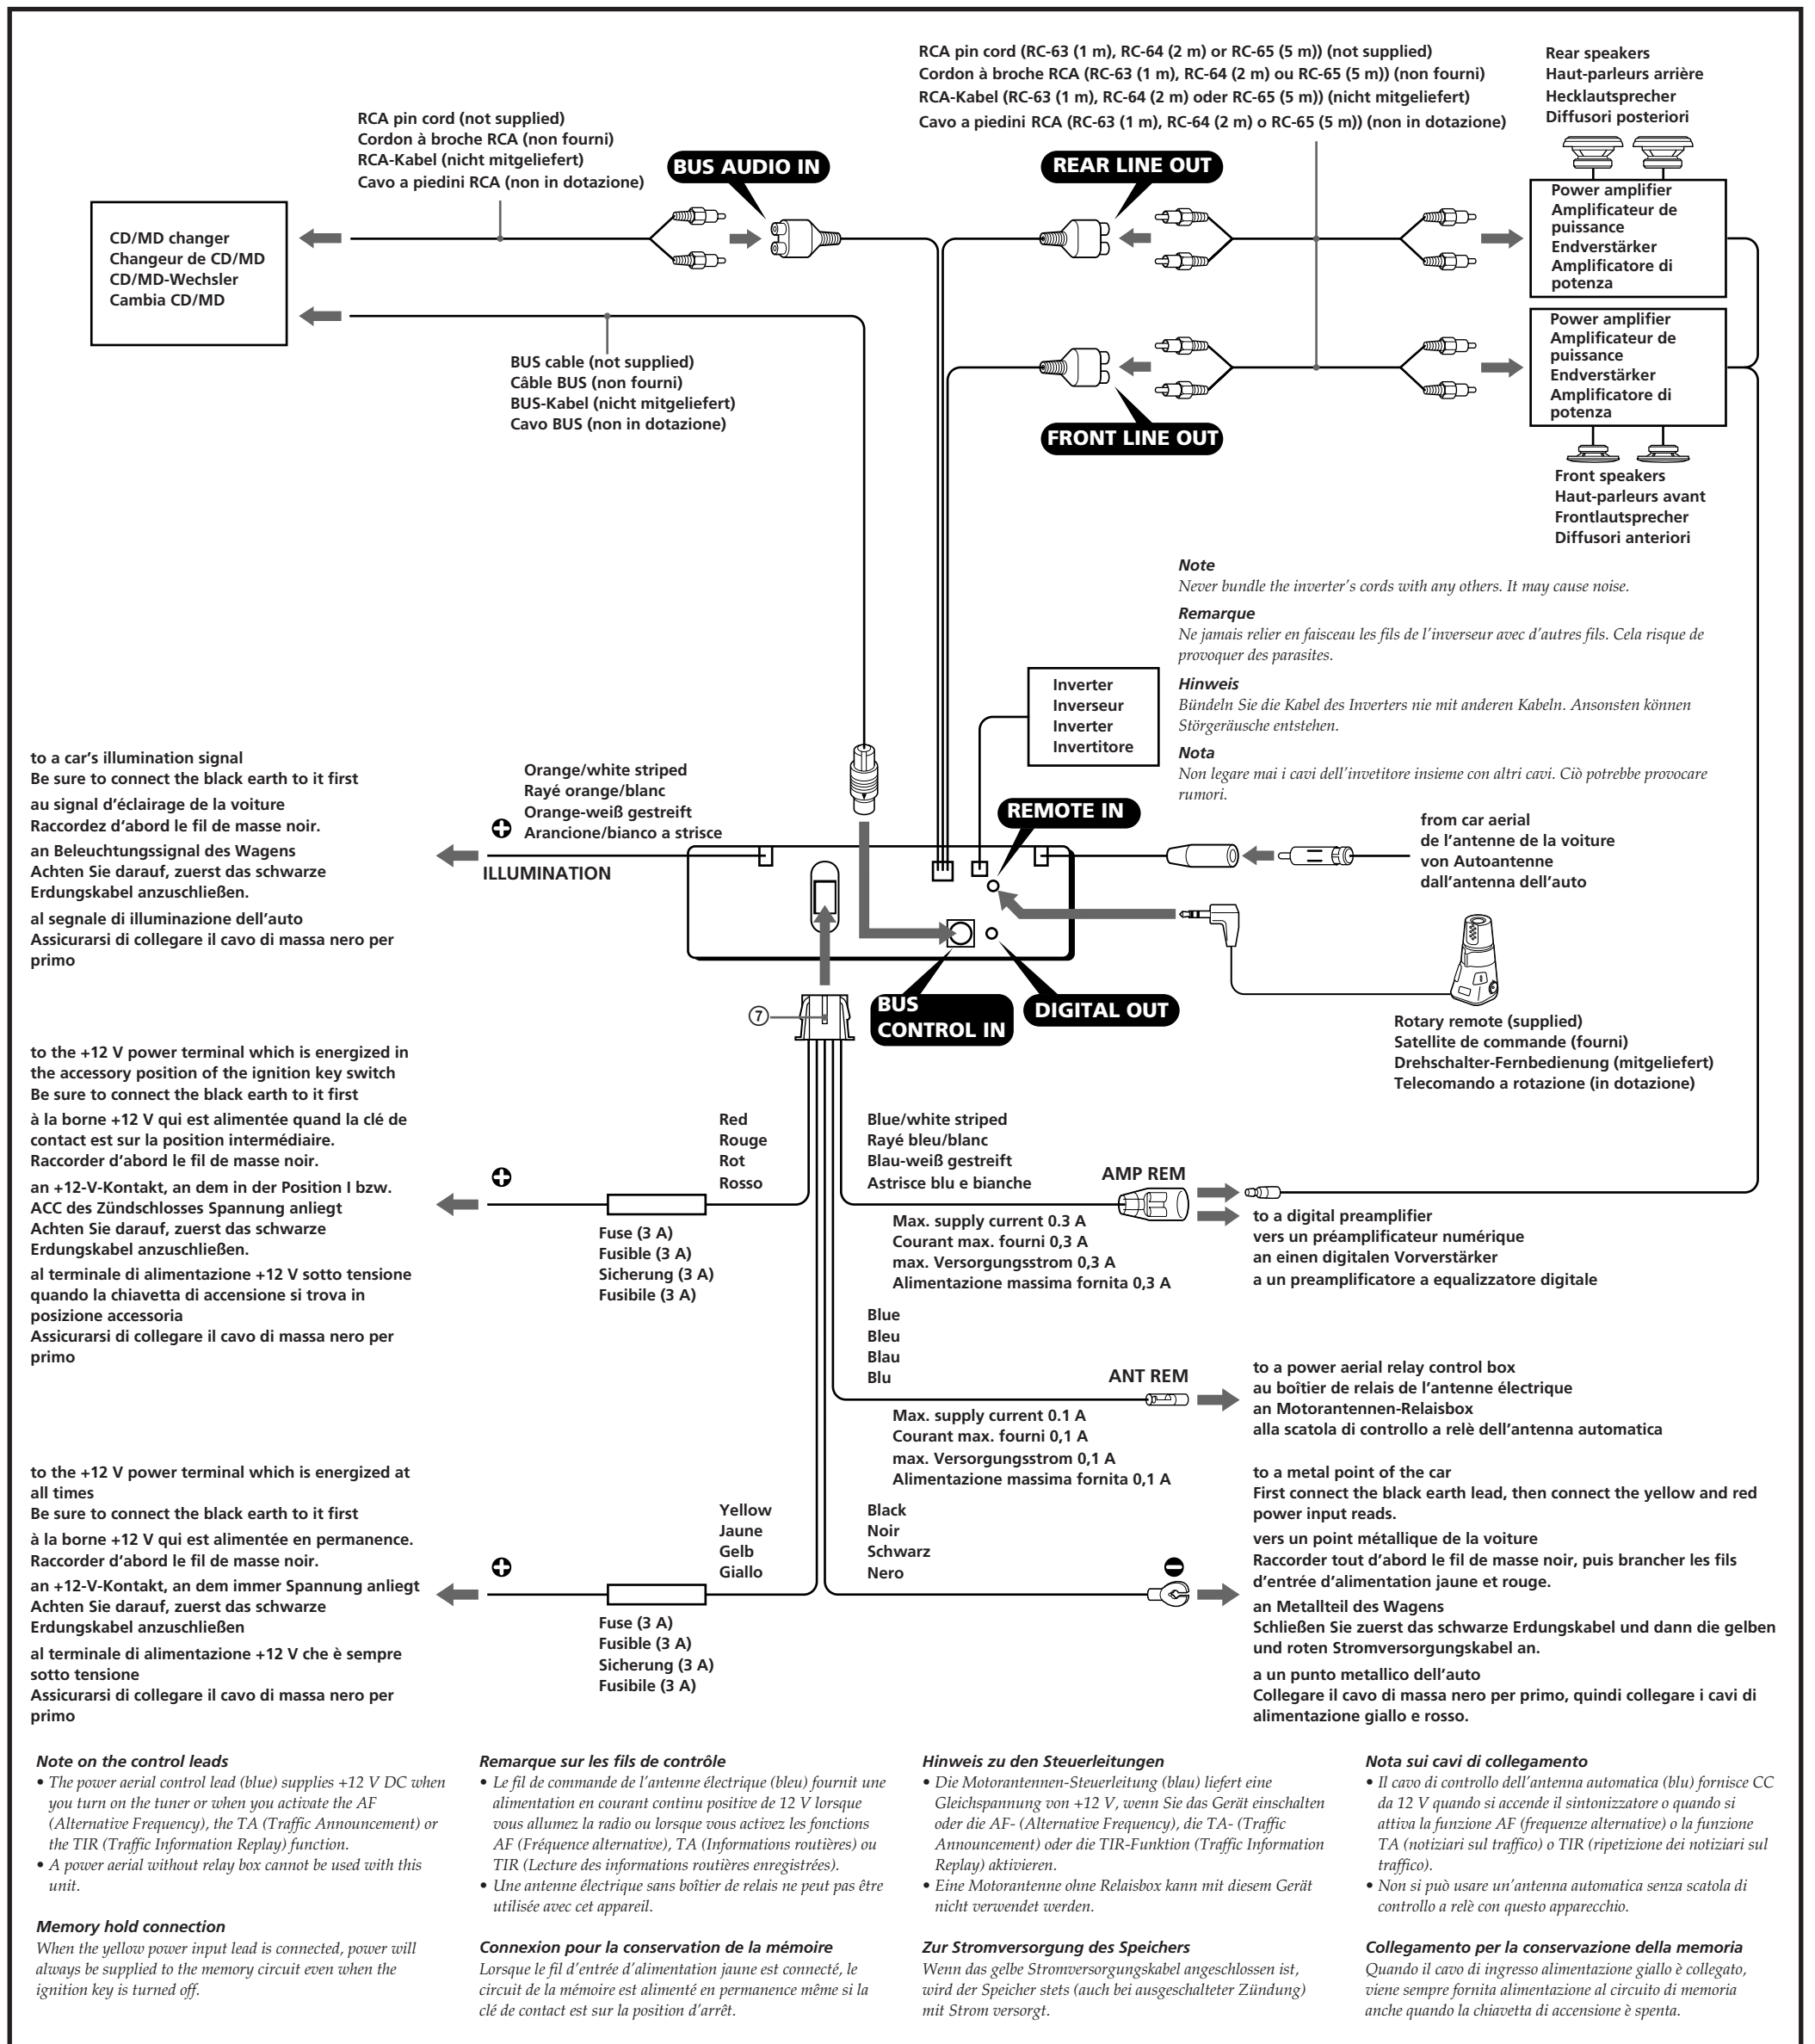 RCA pin cord (RC-63 (1 m), RC-64 (2 m) or RC-65 (5 m)) (not supplied)
Cordon à broche RCA (RC-63 (1 m), RC-64 (2 m) ou RC-65 (5 m)) (non fourni)
RCA-Kabel (RC-63 (1 m), RC-64 (2 m) oder RC-65 (5 m)) (nicht mitgeliefert)
Cavo a piedini RCA (RC-63 (1 m), RC-64 (2 m) o RC-65 (5 m)) (non in dotazione)
Rear speakers
Haut-parleurs arrière
Hecklautsprecher
Diffusori posteriori
RCA pin cord (not supplied)
Cordon à broche RCA (non fourni)
RCA-Kabel (nicht mitgeliefert)
Cavo a piedini RCA (non in dotazione)
BUS AUDIO IN
REAR LINE OUT
Power amplifier
Amplificateur de
puissance
Endverstärker
Amplificatore di
potenza
CD/MD changer
Changeur de CD/MD
CD/MD-Wechsler
Cambia CD/MD
BUS cable (not supplied)
Câble BUS (non fourni)
BUS-Kabel (nicht mitgeliefert)
Cavo BUS (non in dotazione)
FRONT LINE OUT
Power amplifier
Amplificateur de
puissance
Endverstärker
Amplificatore di
potenza
Front speakers
Haut-parleurs avant
Frontlautsprecher
Diffusori anteriori
Note
Never bundle the inverter's cords with any others. It may cause noise.
Remarque
Ne jamais relier en faisceau les fils de l'inverseur avec d'autres fils. Cela risque de
provoquer des parasites.
Hinweis
Bündeln Sie die Kabel des Inverters nie mit anderen Kabeln. Ansonsten können
Störgeräusche entstehen.
Nota
Non legare mai i cavi dell'invetitore insieme con altri cavi. Ciò potrebbe provocare
rumori.
Inverter
Inverseur
Inverter
Invertitore
to a car's illumination signal
Be sure to connect the black earth to it first
au signal d'éclairage de la voiture
Raccordez d'abord le fil de masse noir.
an Beleuchtungssignal des Wagens
Achten Sie darauf, zuerst das schwarze
Erdungskabel anzuschließen.
al segnale di illuminazione dell'auto
Assicurarsi di collegare il cavo di massa nero per
primo
Orange/white striped
Rayé orange/blanc
Orange-weiß gestreift
Arancione/bianco a strisce
ILLUMINATION
REMOTE IN
from car aerial
de l'antenne de la voiture
von Autoantenne
dall'antenna dell'auto
BUS
CONTROL IN
DIGITAL OUT
⑦
Rotary remote (supplied)
Satellite de commande (fourni)
Drehschalter-Fernbedienung (mitgeliefert)
Telecomando a rotazione (in dotazione)
to the +12 V power terminal which is energized in
the accessory position of the ignition key switch
Be sure to connect the black earth to it first
à la borne +12 V qui est alimentée quand la clé de
contact est sur la position intermédiaire.
Raccorder d'abord le fil de masse noir.
an +12-V-Kontakt, an dem in der Position I bzw.
ACC des Zündschlosses Spannung anliegt
Achten Sie darauf, zuerst das schwarze
Erdungskabel anzuschließen.
al terminale di alimentazione +12 V sotto tensione
quando la chiavetta di accensione si trova in
posizione accessoria
Assicurarsi di collegare il cavo di massa nero per
primo
Red
Rouge
Rot
Rosso
Fuse (3 A)
Fusible (3 A)
Sicherung (3 A)
Fusibile (3 A)
Blue/white striped
Rayé bleu/blanc
Blau-weiß gestreift
Astrisce blu e bianche
AMP REM
Max. supply current 0.3 A
Courant max. fourni 0,3 A
max. Versorgungsstrom 0,3 A
Alimentazione massima fornita 0,3 A
to a digital preamplifier
vers un préamplificateur numérique
an einen digitalen Vorverstärker
a un preamplificatore a equalizzatore digitale
Blue
Bleu
Blau
Blu
ANT REM
Max. supply current 0.1 A
Courant max. fourni 0,1 A
max. Versorgungsstrom 0,1 A
Alimentazione massima fornita 0,1 A
to a power aerial relay control box
au boîtier de relais de l'antenne électrique
an Motorantennen-Relaisbox
alla scatola di controllo a relè dell'antenna automatica
to the +12 V power terminal which is energized at
all times
Be sure to connect the black earth to it first
à la borne +12 V qui est alimentée en permanence.
Raccorder d'abord le fil de masse noir.
an +12-V-Kontakt, an dem immer Spannung anliegt
Achten Sie darauf, zuerst das schwarze
Erdungskabel anzuschließen
al terminale di alimentazione +12 V che è sempre
sotto tensione
Assicurarsi di collegare il cavo di massa nero per
primo
Yellow
Jaune
Gelb
Giallo
Fuse (3 A)
Fusible (3 A)
Sicherung (3 A)
Fusibile (3 A)
Black
Noir
Schwarz
Nero
to a metal point of the car
First connect the black earth lead, then connect the yellow and red
power input reads.
vers un point métallique de la voiture
Raccorder tout d'abord le fil de masse noir, puis brancher les fils
d'entrée d'alimentation jaune et rouge.
an Metallteil des Wagens
Schließen Sie zuerst das schwarze Erdungskabel und dann die gelben
und roten Stromversorgungskabel an.
a un punto metallico dell'auto
Collegare il cavo di massa nero per primo, quindi collegare i cavi di
alimentazione giallo e rosso.
Note on the control leads
• The power aerial control lead (blue) supplies +12 V DC when
you turn on the tuner or when you activate the AF
(Alternative Frequency), the TA (Traffic Announcement) or
the TIR (Traffic Information Replay) function.
• A power aerial without relay box cannot be used with this
unit.
Memory hold connection
When the yellow power input lead is connected, power will
always be supplied to the memory circuit even when the
ignition key is turned off.
Remarque sur les fils de contrôle
• Le fil de commande de l'antenne électrique (bleu) fournit une
alimentation en courant continu positive de 12 V lorsque
vous allumez la radio ou lorsque vous activez les fonctions
AF (Fréquence alternative), TA (Informations routières) ou
TIR (Lecture des informations routières enregistrées).
• Une antenne électrique sans boîtier de relais ne peut pas être
utilisée avec cet appareil.
Connexion pour la conservation de la mémoire
Lorsque le fil d'entrée d'alimentation jaune est connecté, le
circuit de la mémoire est alimenté en permanence même si la
clé de contact est sur la position d'arrêt.
Hinweis zu den Steuerleitungen
• Die Motorantennen-Steuerleitung (blau) liefert eine
Gleichspannung von +12 V, wenn Sie das Gerät einschalten
oder die AF- (Alternative Frequency), die TA- (Traffic
Announcement) oder die TIR-Funktion (Traffic Information
Replay) aktivieren.
• Eine Motorantenne ohne Relaisbox kann mit diesem Gerät
nicht verwendet werden.
Zur Stromversorgung des Speichers
Wenn das gelbe Stromversorgungskabel angeschlossen ist,
wird der Speicher stets (auch bei ausgeschalteter Zündung)
mit Strom versorgt.
Nota sui cavi di collegamento
• Il cavo di controllo dell'antenna automatica (blu) fornisce CC
da 12 V quando si accende il sintonizzatore o quando si
attiva la funzione AF (frequenze alternative) o la funzione
TA (notiziari sul traffico) o TIR (ripetizione dei notiziari sul
traffico).
• Non si può usare un'antenna automatica senza scatola di
controllo a relè con questo apparecchio.
Collegamento per la conservazione della memoria
Quando il cavo di ingresso alimentazione giallo è collegato,
viene sempre fornita alimentazione al circuito di memoria
anche quando la chiavetta di accensione è spenta.